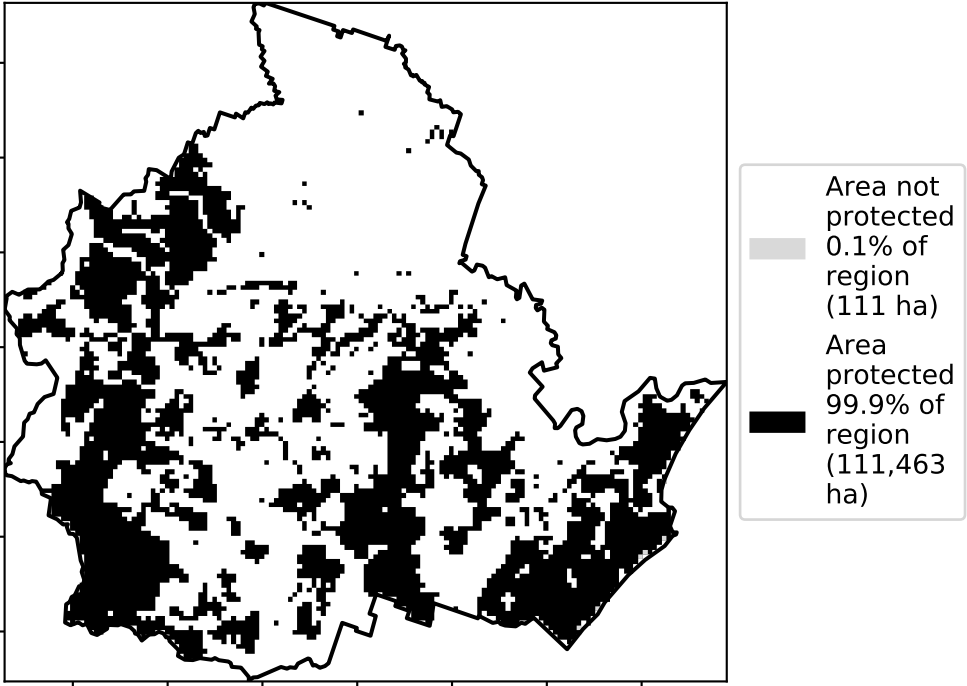 Area not
protected
0.1% of
region
(111 ha)
Area
protected
99.9% of
region
(111,463
ha)